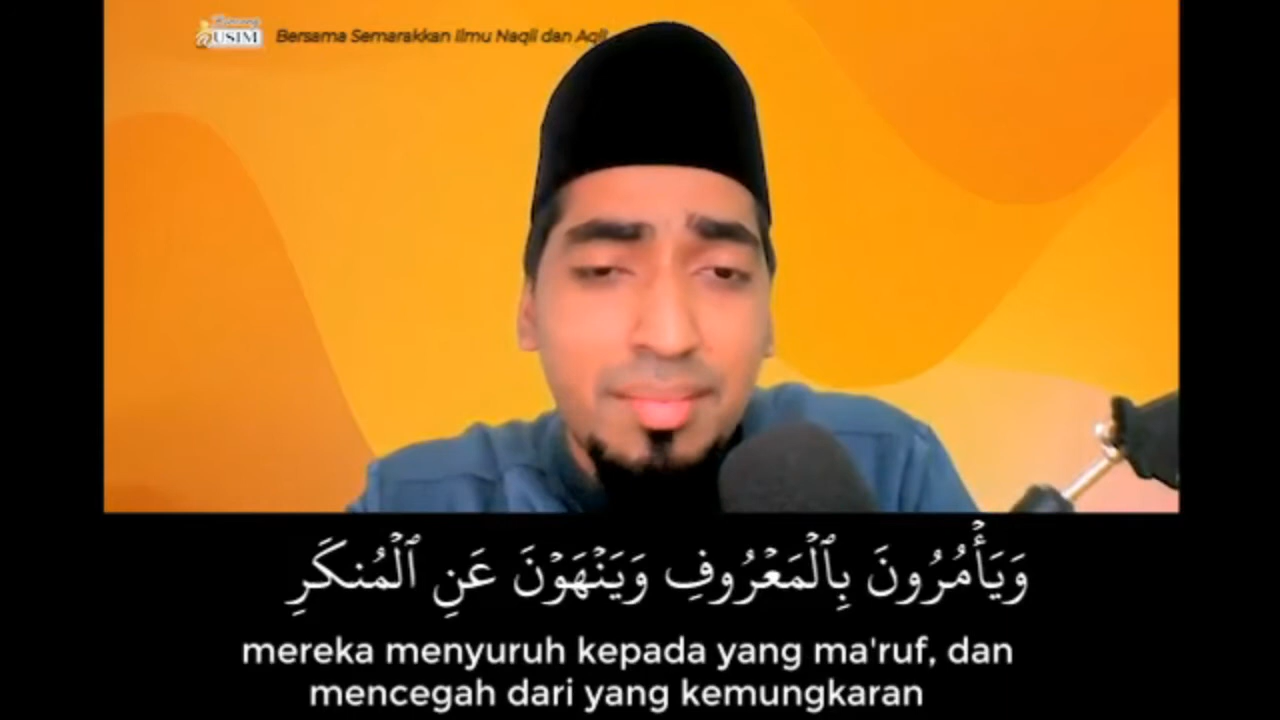 USIM
Bersama Semarakkan Ilmu Naqli dan Aqli
وَيَأْمُرُونَ بِٱلْمَعْرُوفِ وَيَنْهَوْنَ عَنِ ٱلْمُنكَرِ
mereka menyuruh kepada yang ma'ruf, dan
mencegah dari yang kemungkaran